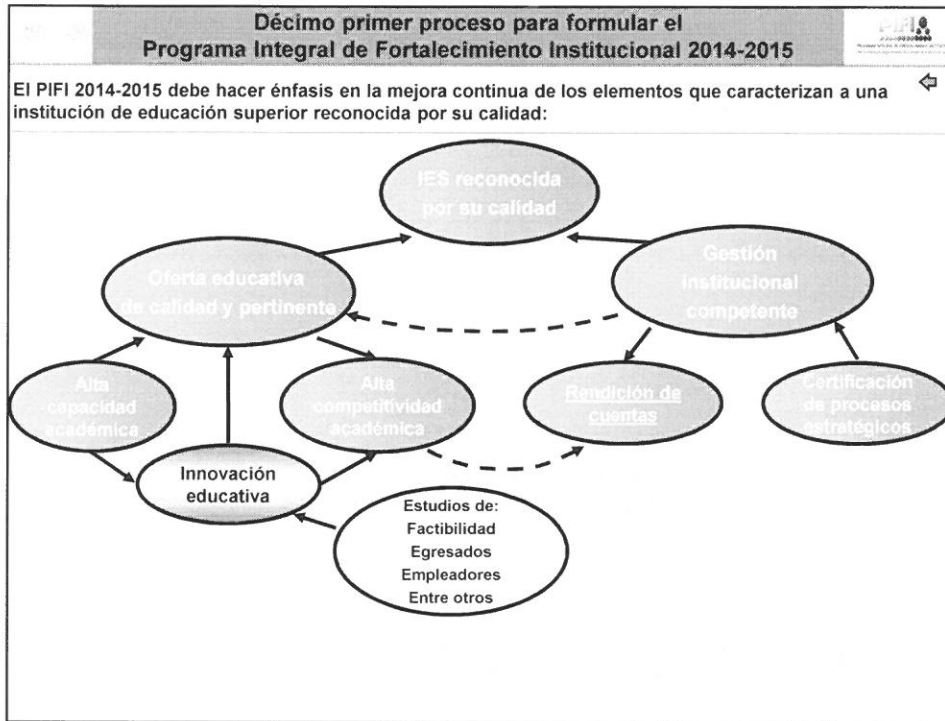 Décimo primer proceso para formular el
Programa Integral de Fortalecimiento Institucional 2014-2015
PIFI
El PIFI 2014-2015 debe hacer énfasis en la mejora continua de los elementos que caracterizan a una
institución de educación superior reconocida por su calidad:
IES reconocida
por su calidad
Oferta educativa
de calidad y pertinente
Gestión
institucional
competente
Alta
capacidad
académica
Alta
competitividad
académica
Rendición de
cuentas
Certificación
de procesos
estratégicos
Innovación
educativa
Estudios de:
Factibilidad
Egresados
Empleadores
Entre otros